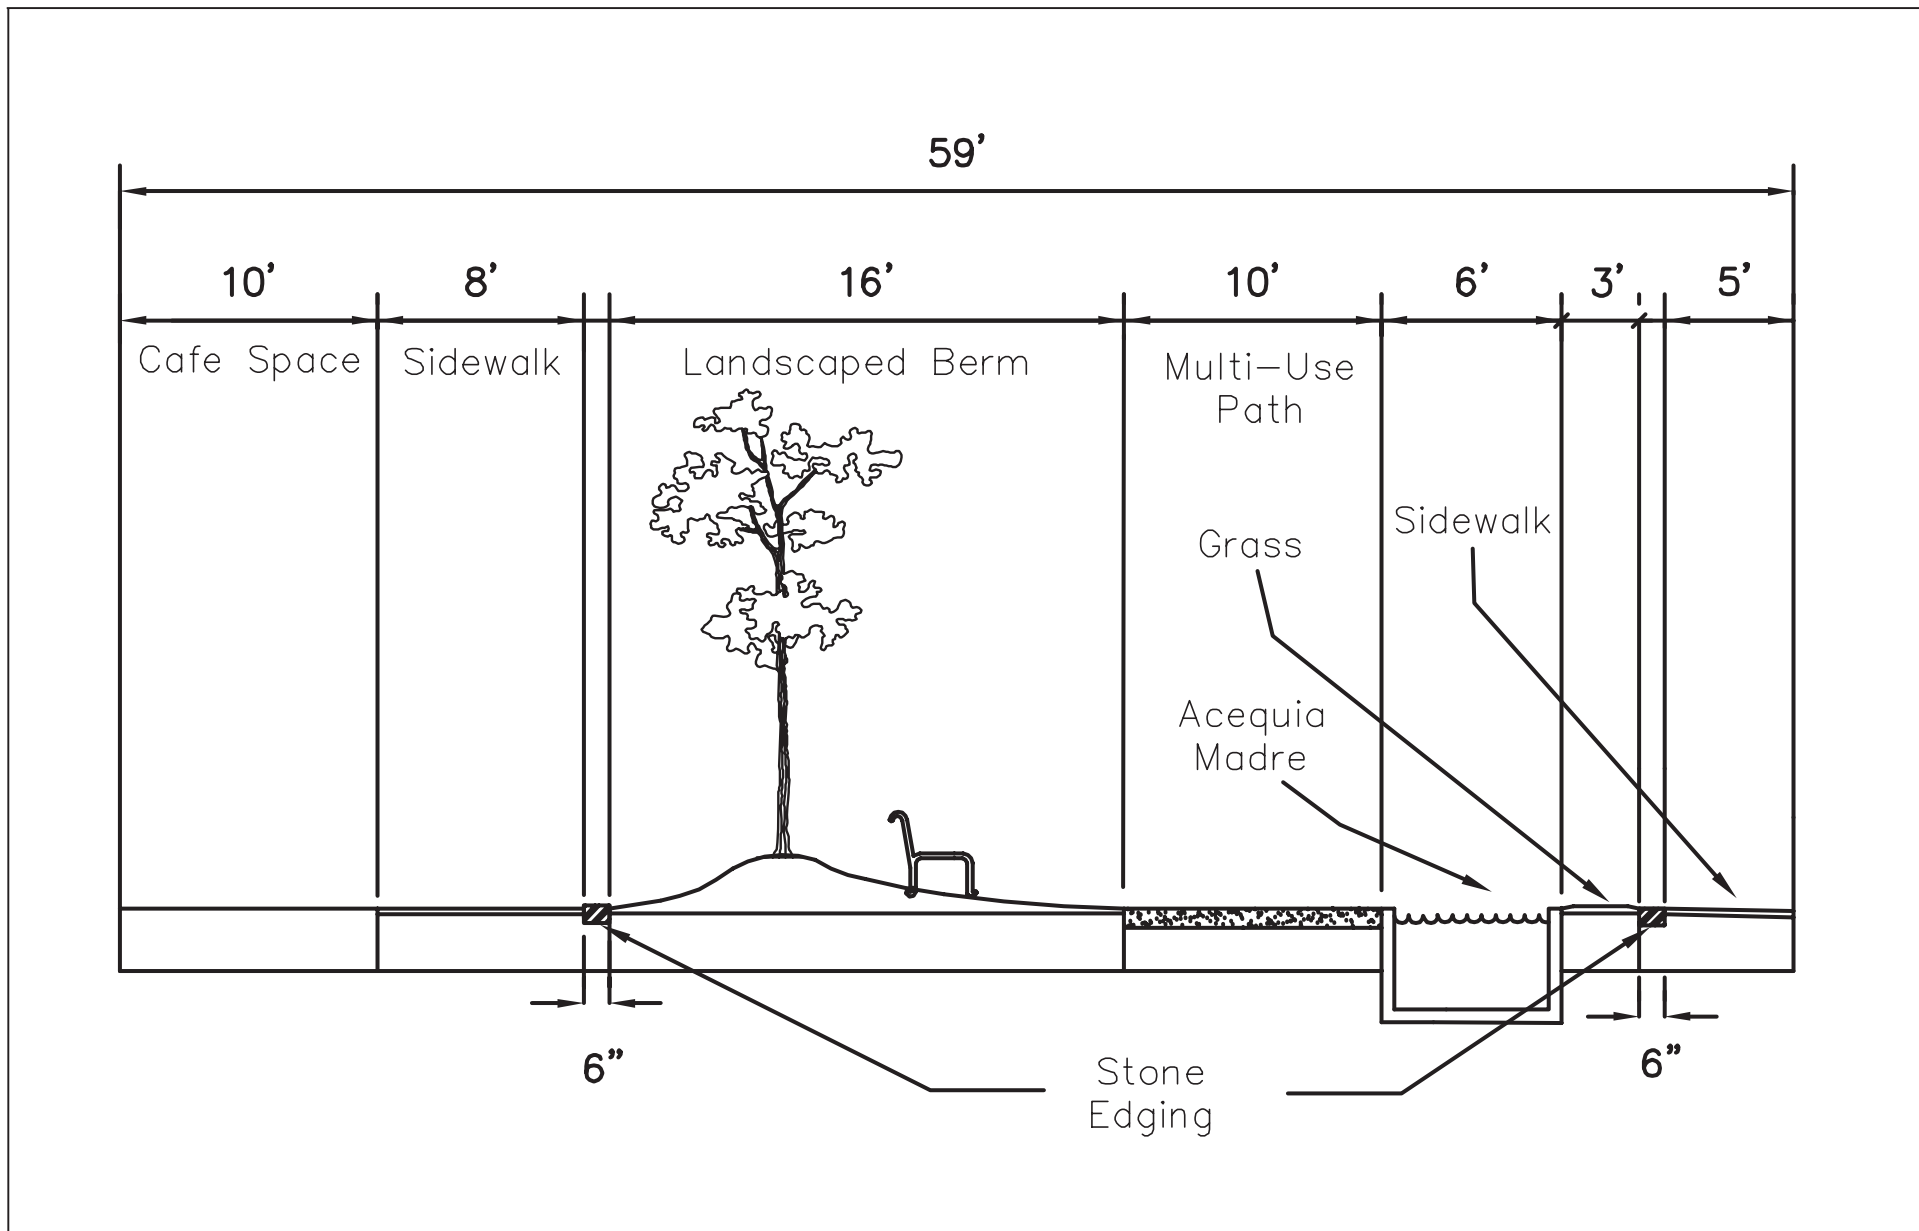 59'
10'
8'
16'
10'
6'
3'
5'
Cafe Space
Sidewalk
Landscaped Berm
Multi-Use
Path
Sidewalk
Grass
Acequia
Madre
6"
6"
Stone
Edging